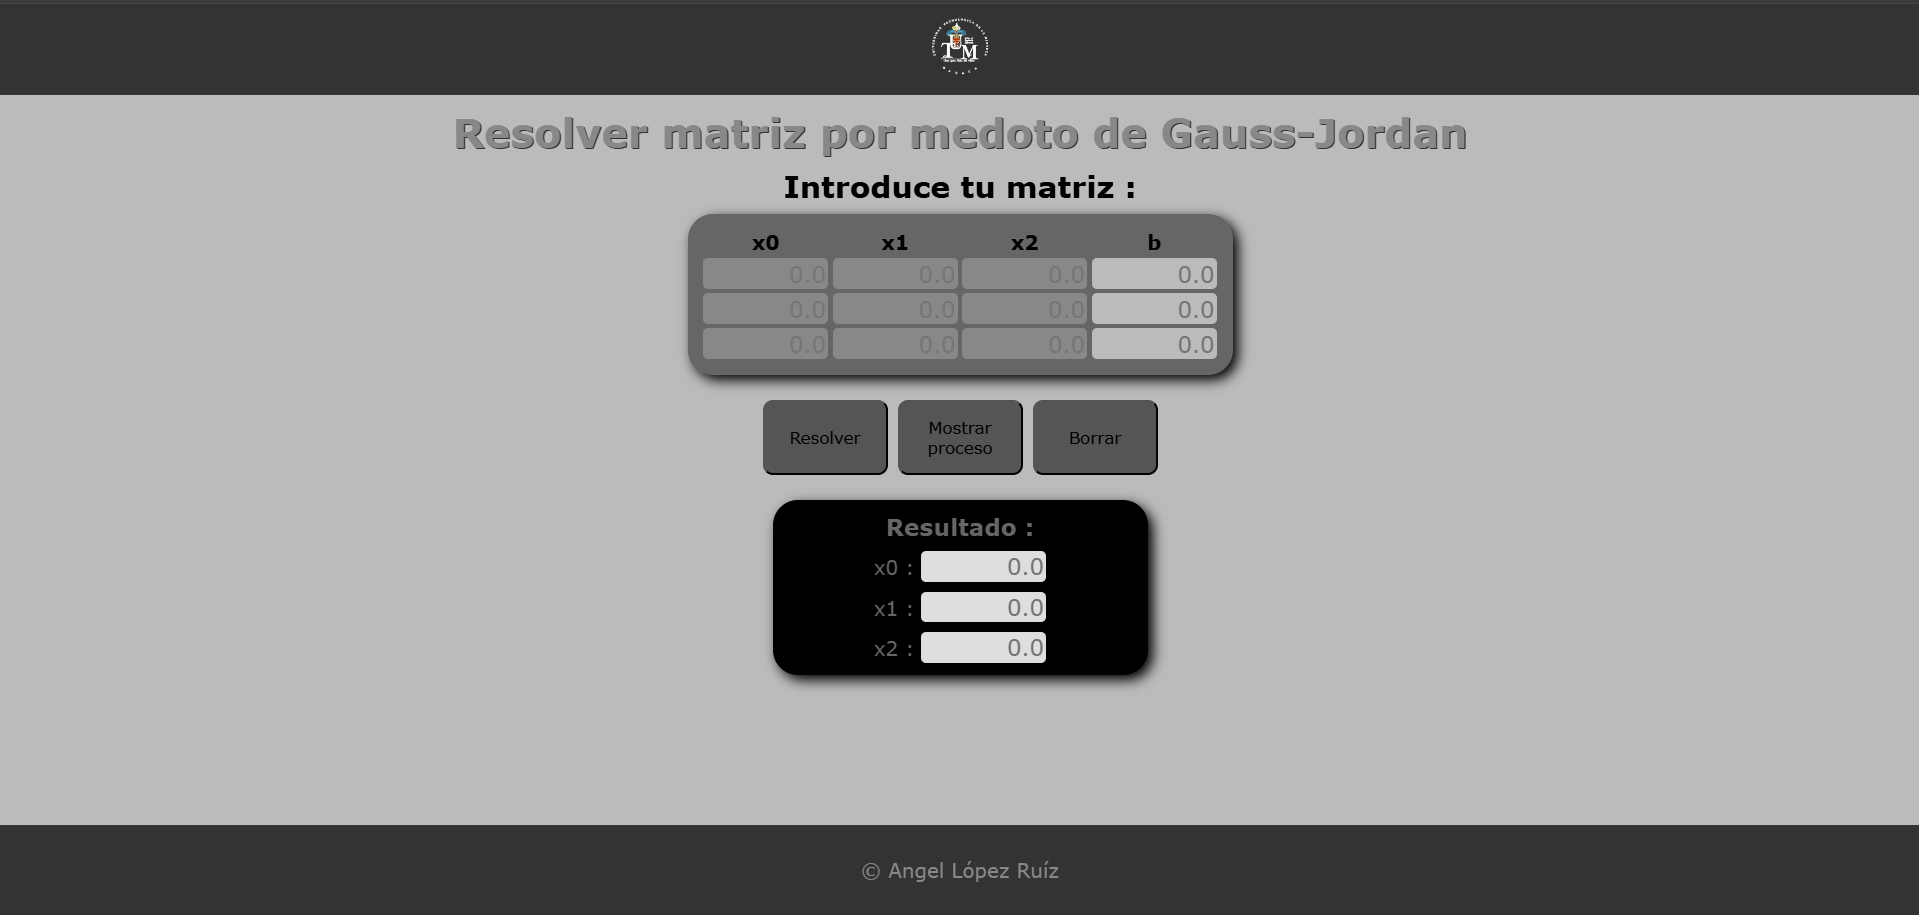 Resolver matriz por medoto de Gauss-Jordan
Introduce tu matriz :
x0 x1 x2 b
0.0 0.0 0.0 0.0
0.0 0.0 0.0 0.0
0.0 0.0 0.0 0.0
Resolver
Mostrar
proceso
Borrar
Resultado :
x0 : 0.0
x1 : 0.0
x2 : 0.0
© Angel López Ruíz